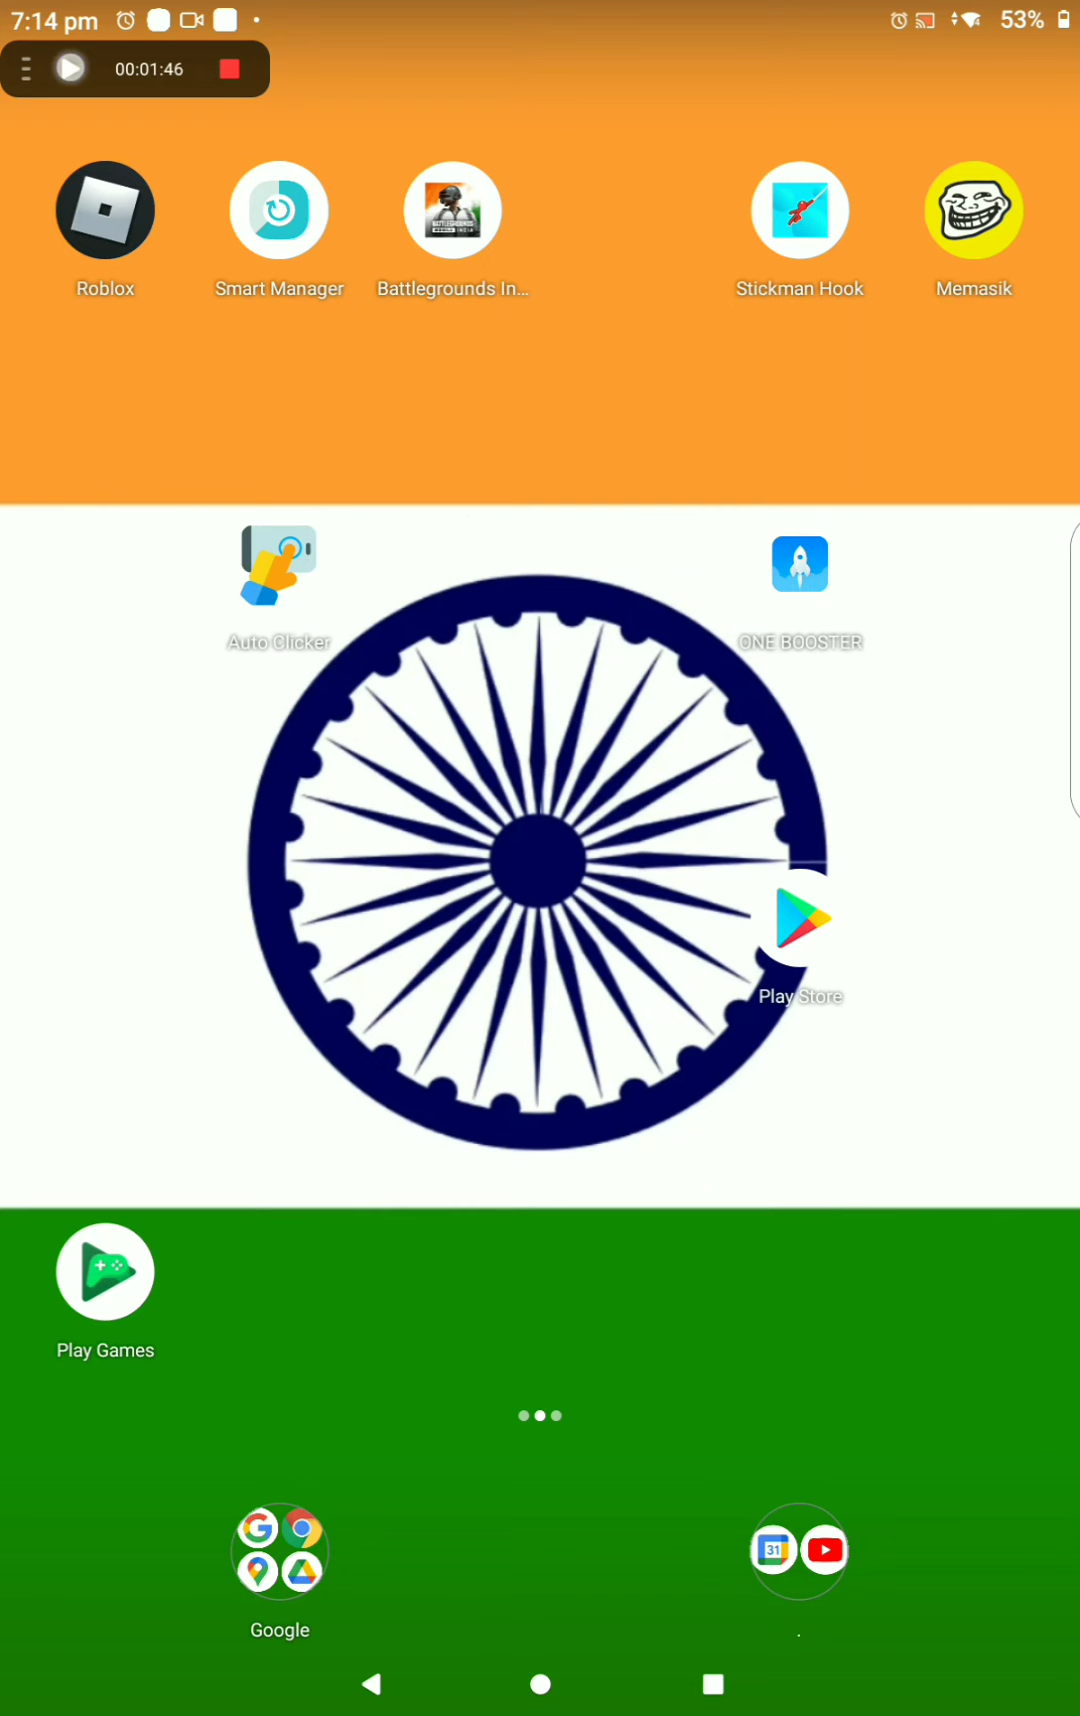 7:14 pm
53%
00:01:46
Roblox
Smart Manager
Battlegrounds In...
Stickman Hook
Memasik
Auto Clicker
ONE BOOSTER
Play Store
Play Games
31
Google
.